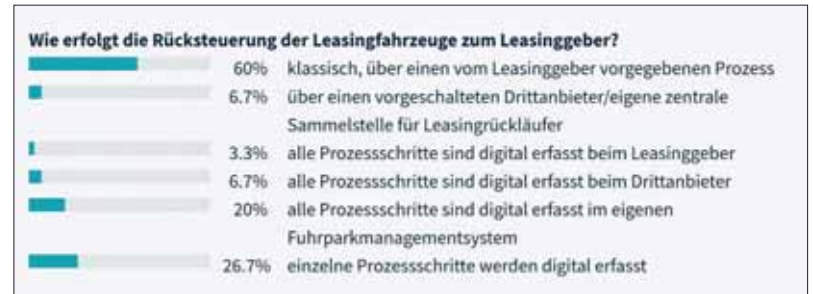 Wie erfolgt die Rücksteuerung der Leasingfahrzeuge zum Leasinggeber?
60% klassisch, über einen vom Leasinggeber vorgegebenen Prozess
6.7% über einen vorgeschalteten Drittanbieter/eigene zentrale
Sammelstelle für Leasingrückläufer
3.3% alle Prozessschritte sind digital erfasst beim Leasinggeber
6.7% alle Prozessschritte sind digital erfasst beim Drittanbieter
20% alle Prozessschritte sind digital erfasst im eigenen
Fuhrparkmanagementsystem
26.7% einzelne Prozessschritte werden digital erfasst